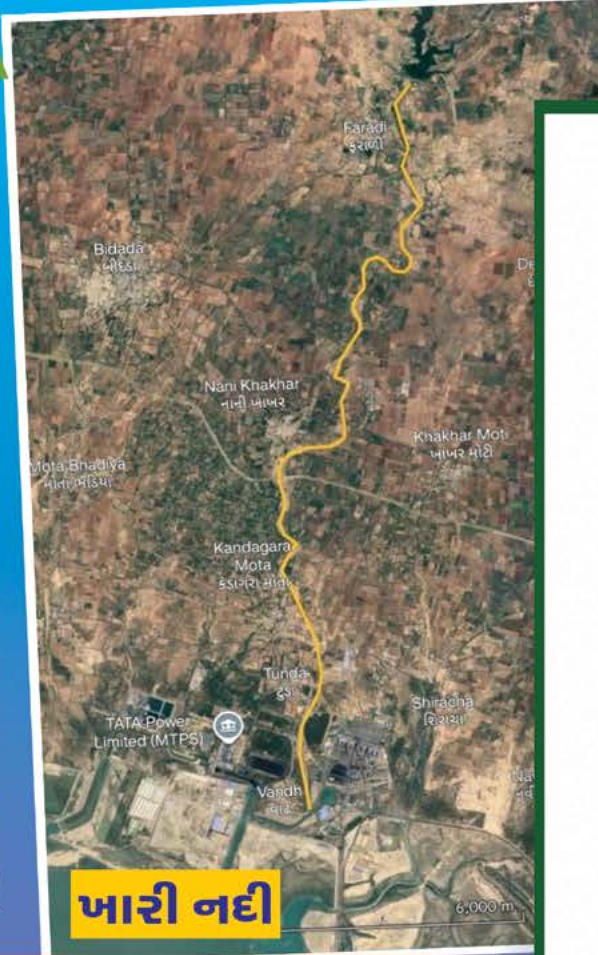 Faradi
ફરાળી
Bidada
બીદડા
Nani Khakhar
નાની ખાખર
Khakhar Moti
ખાખર મોટી
Mota Bhadiya
મોતા ભડિયા
Kandagara
Mota
Tunda
ટુંડા
Shiracha
શિરાચા
TATA Power
Limited (MTPS)
Vandh
વાંઢ
ખારી નદી
6,000 m